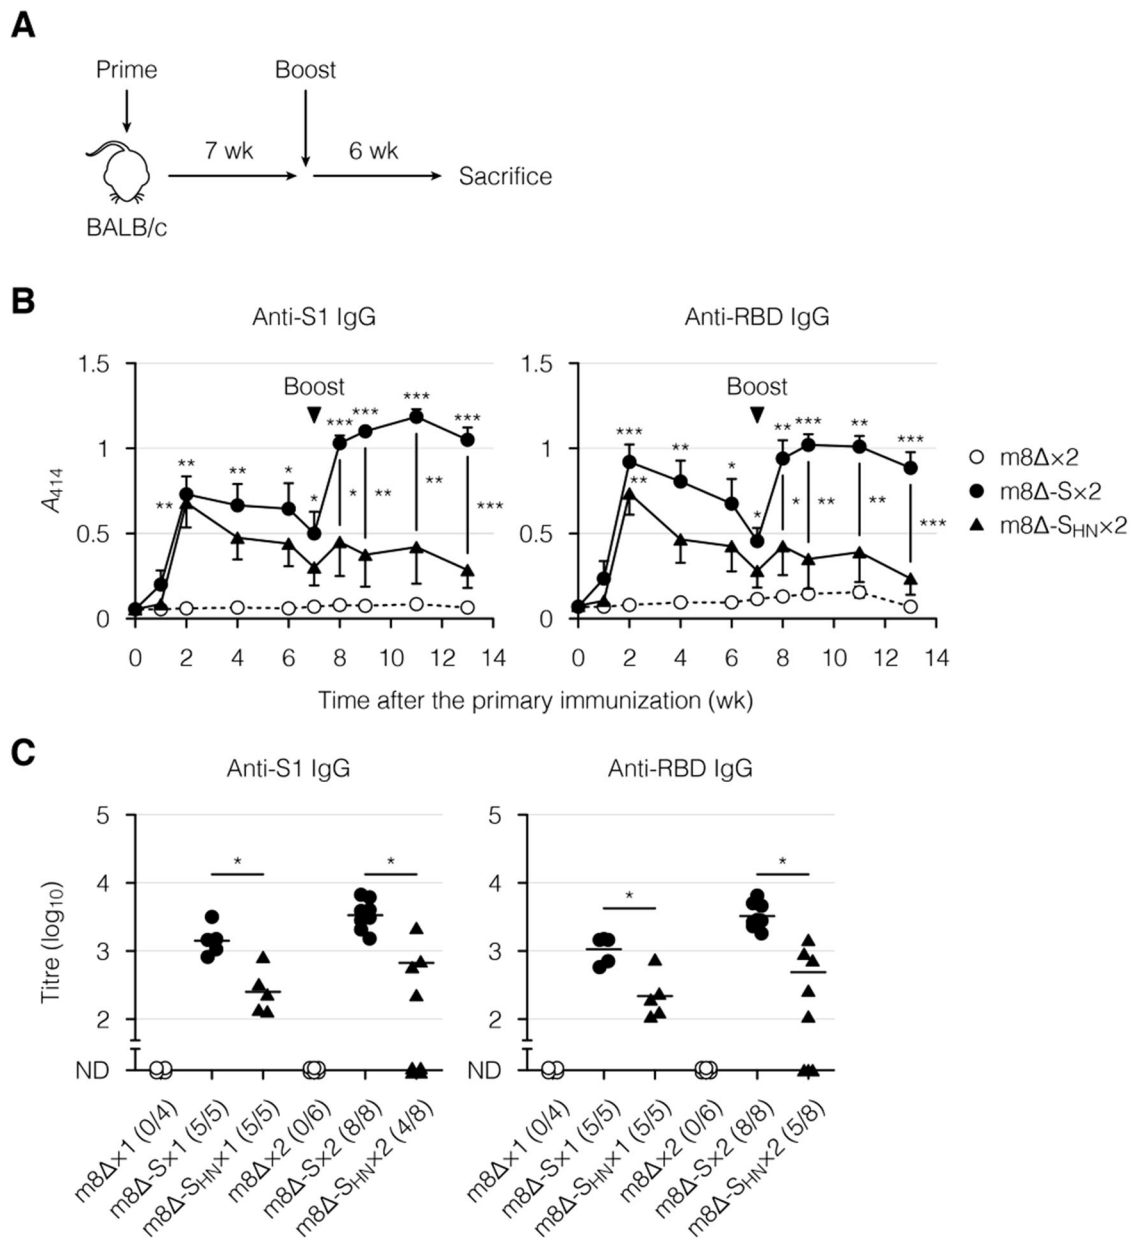 A
Prime
Boost
7 wk
6 wk
Sacrifice
BALB/c
B
Anti-S1 IgG
Anti-RBD IgG
1.5
1
0.5
0
A414
Boost
** ** * * *** *** *** ***
** * ** ** ***
0 2 4 6 8 10 12 14
1.5
1
0.5
0
Boost
*** ** * * ** *** ** ***
** * ** ** ***
0 2 4 6 8 10 12 14
m8Δ×2
m8Δ-S×2
m8Δ-SHN×2
Time after the primary immunization (wk)
C
Anti-S1 IgG
Anti-RBD IgG
Titre (log10)
5
4
3
2
ND
* *
m8Δ×1 (0/4)
m8Δ-S×1 (5/5)
m8Δ-SHN×1 (5/5)
m8Δ×2 (0/6)
m8Δ-S×2 (8/8)
m8Δ-SHN×2 (4/8)
5
4
3
2
ND
* *
m8Δ×1 (0/4)
m8Δ-S×1 (5/5)
m8Δ-SHN×1 (5/5)
m8Δ×2 (0/6)
m8Δ-S×2 (8/8)
m8Δ-SHN×2 (5/8)